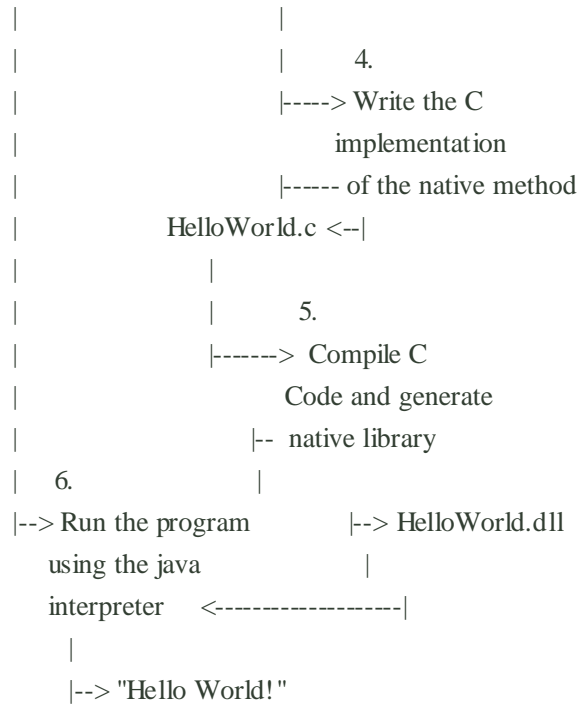 |                                     |
|                                     |          4.
|                                     |-----> Write the C
|                                             implementation
|                                     |------ of the native method
|                     HelloWorld.c <--|
|                           |
|                           |           5.
|                           |-------> Compile C
|                                      Code and generate
|                                 |-- native library
|     6.                           |
|--> Run the program             |--> HelloWorld.dll
     using the java                |
     interpreter     <--------------------|
       |
       |--> "Hello World!"